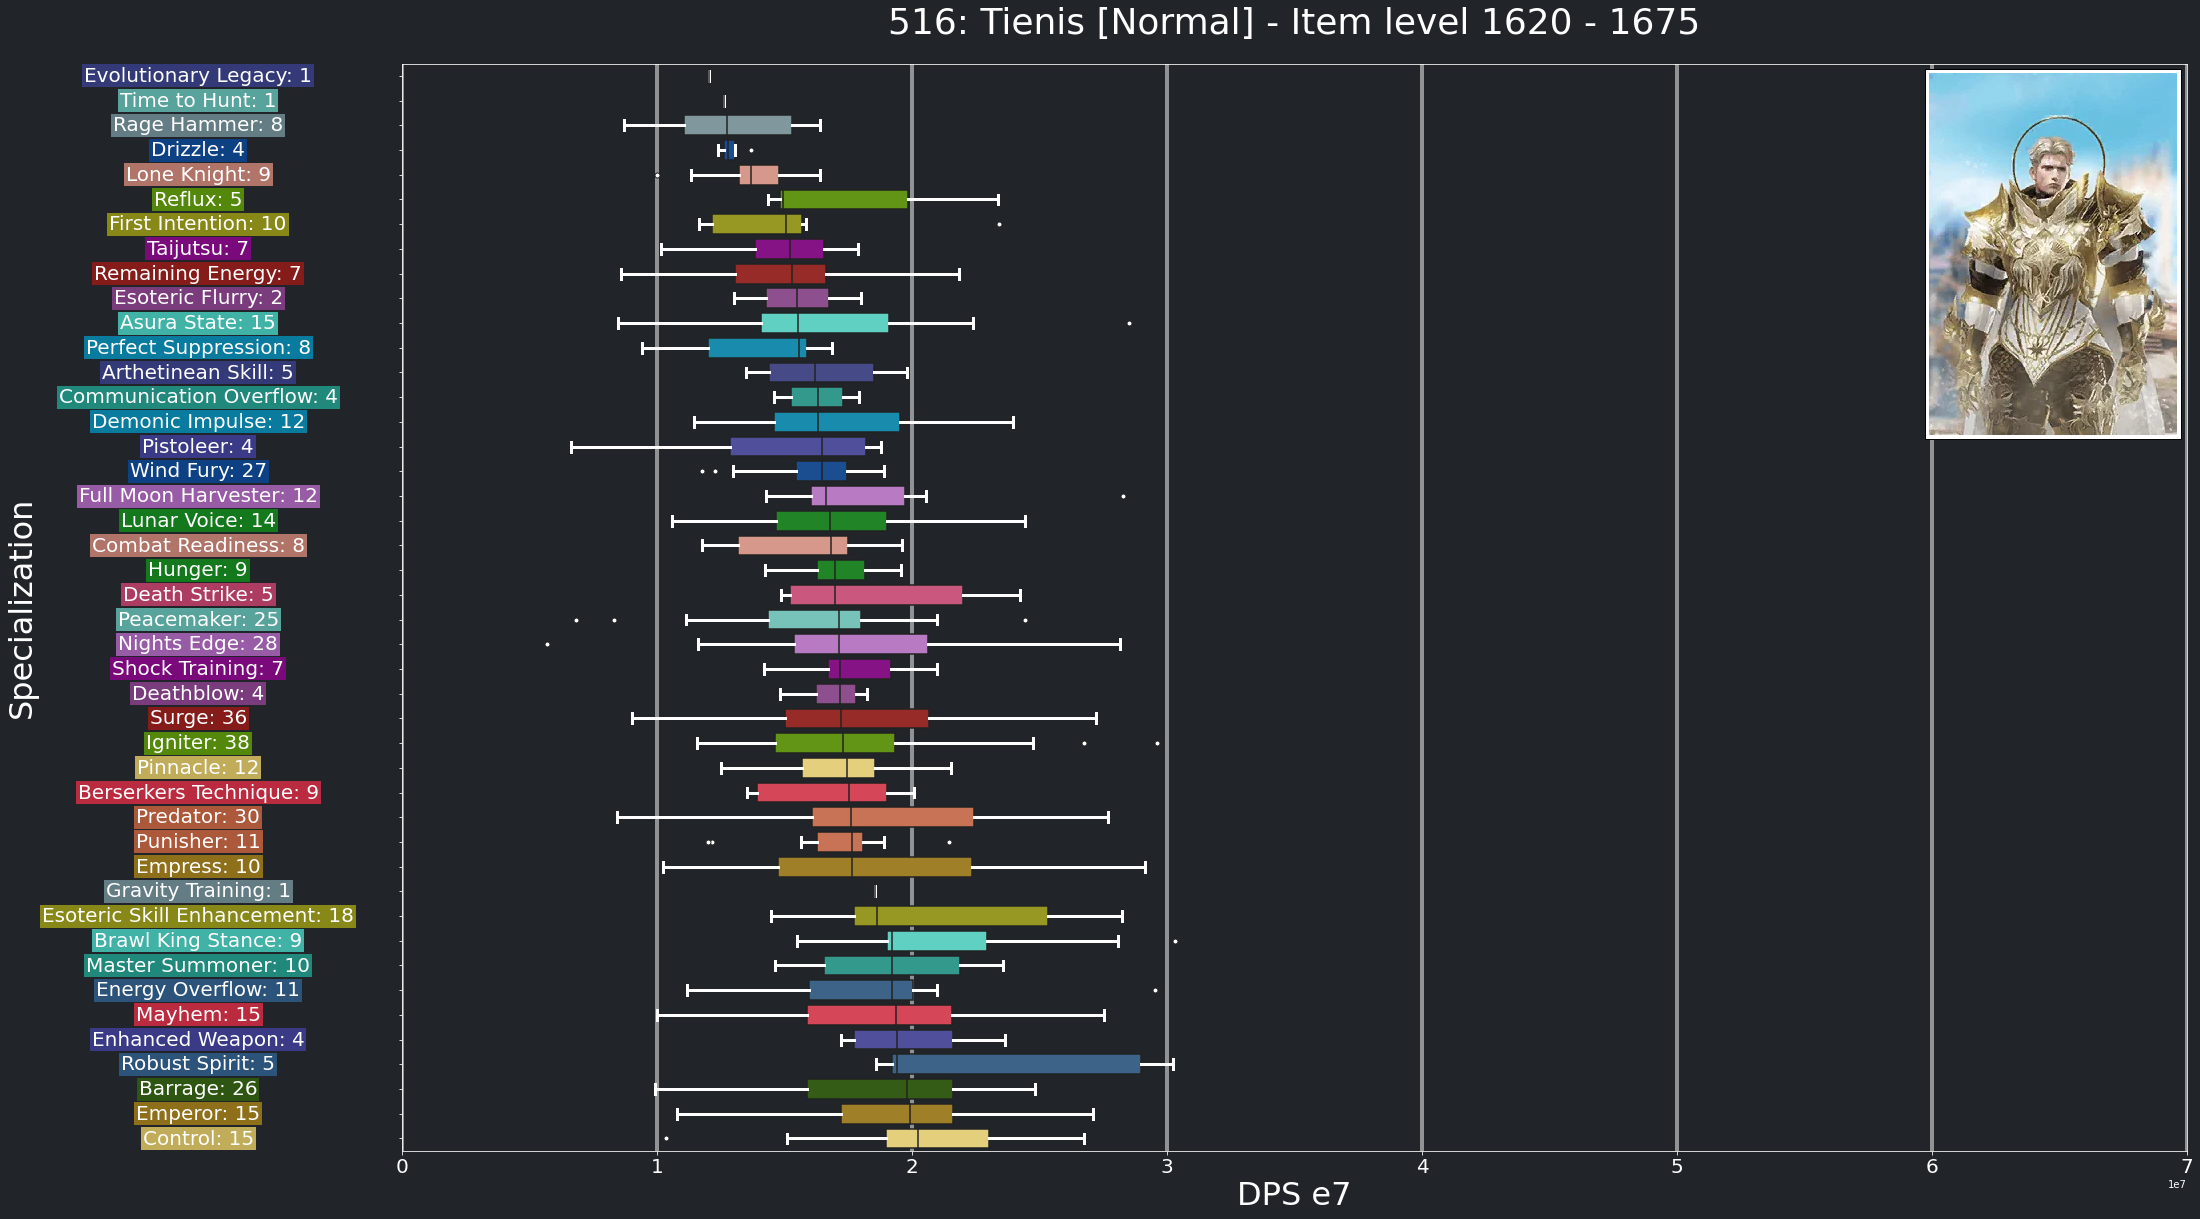 516: Tienis [Normal] - Item level 1620 - 1675
Specialization
Evolutionary Legacy: 1
Time to Hunt: 1
Rage Hammer: 8
Drizzle: 4
Lone Knight: 9
Reflux: 5
First Intention: 10
Taijutsu: 7
Remaining Energy: 7
Esoteric Flurry: 2
Asura State: 15
Perfect Suppression: 8
Arthetinean Skill: 5
Communication Overflow: 4
Demonic Impulse: 12
Pistoleer: 4
Wind Fury: 27
Full Moon Harvester: 12
Lunar Voice: 14
Combat Readiness: 8
Hunger: 9
Death Strike: 5
Peacemaker: 25
Nights Edge: 28
Shock Training: 7
Deathblow: 4
Surge: 36
Igniter: 38
Pinnacle: 12
Berserkers Technique: 9
Predator: 30
Punisher: 11
Empress: 10
Gravity Training: 1
Esoteric Skill Enhancement: 18
Brawl King Stance: 9
Master Summoner: 10
Energy Overflow: 11
Mayhem: 15
Enhanced Weapon: 4
Robust Spirit: 5
Barrage: 26
Emperor: 15
Control: 15
0 1 2 3 4 5 6 7
1e7
DPS e7